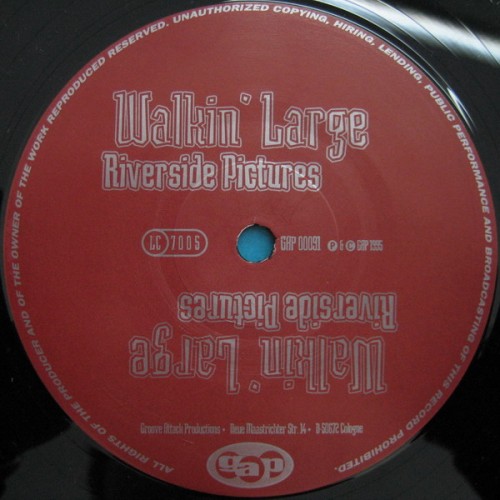 ALL RIGHTS OF THE PRODUCER AND OF THE OWNER OF THE WORK REPRODUCED RESERVED. UNAUTHORIZED COPYING, HIRING, LENDING, PUBLIC PERFORMANCE AND BROADCASTING OF THIS RECORD PROHIBITED.
Walkin' Large
Riverside Pictures
LC 7005
GAP 00091 P & C GAP 1995
Riverside Pictures
Walkin' Large
Groove Attack Productions • Neue Maastrichter Str. 14 • D-50672 Cologne
gap